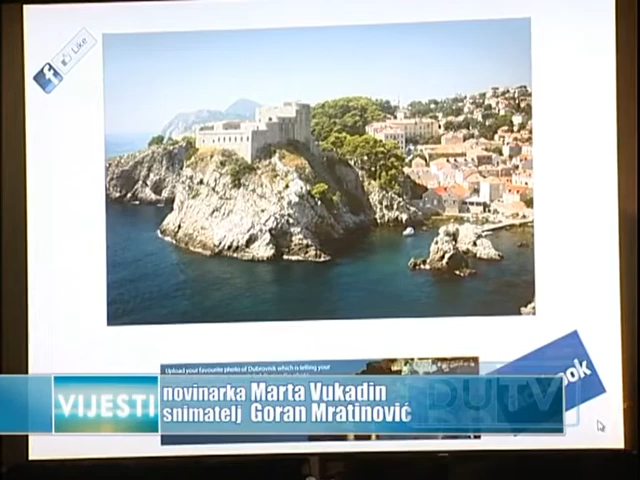 Like
f
Upload your favourite photo of Dubrovnik which is telling your
VIJESTI
novinarka Marta Vukadin
snimatelj Goran Mratinović
DUTV
ook